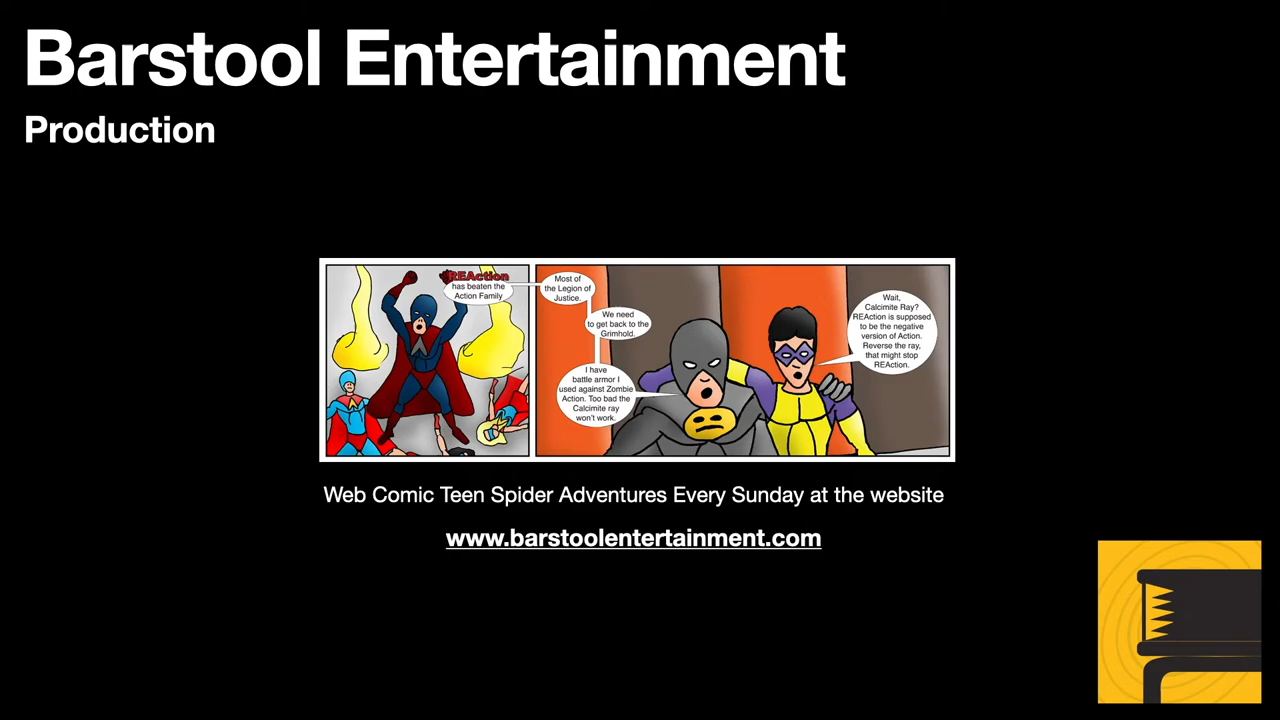 Barstool Entertainment
Production
REAction
has beaten the
Action Family
Most of
the Legion of
Justice.
We need
to get back to the
Grimhold.
I have
battle armor I
used against Zombie
Action. Too bad the
Calcimite ray
won't work.
Wait,
Calcimite Ray?
REAction is supposed
to be the negative
version of Action.
Reverse the ray,
that might stop
REAction.
Web Comic Teen Spider Adventures Every Sunday at the website
www.barstoolentertainment.com